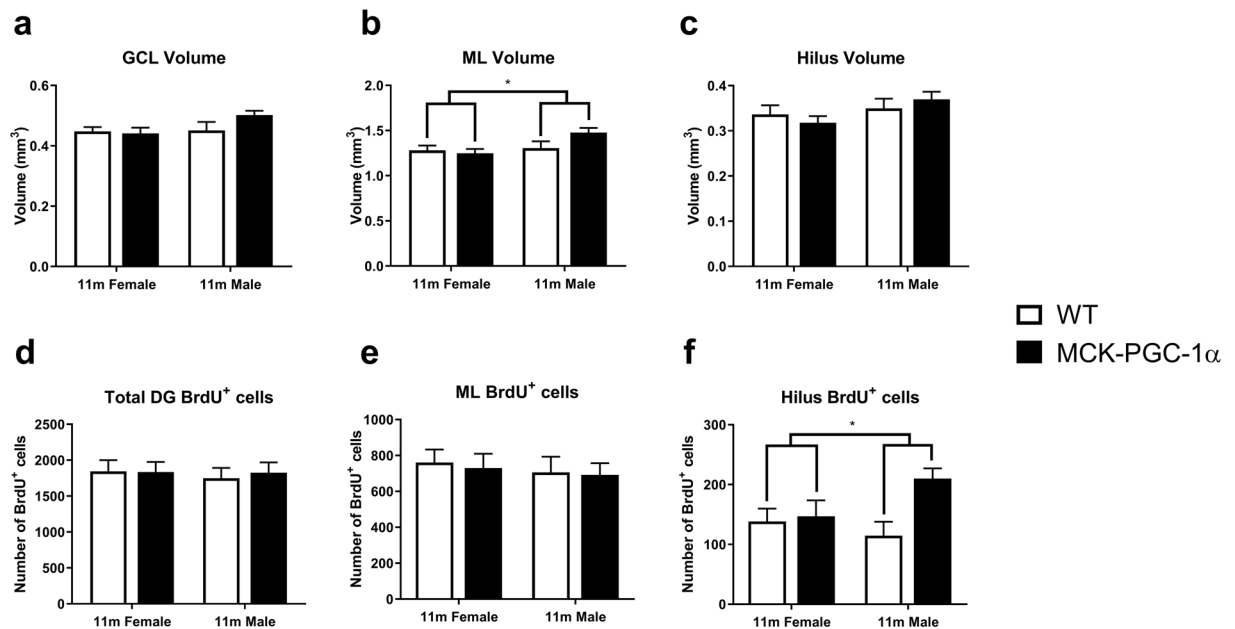 a
GCL Volume
Volume (mm³)
0.6
0.4
0.2
0.0
11m Female
11m Male
b
ML Volume
Volume (mm³)
2.0
1.5
1.0
0.5
0.0
*
11m Female
11m Male
c
Hilus Volume
Volume (mm³)
0.4
0.3
0.2
0.1
0.0
11m Female
11m Male
WT
MCK-PGC-1α
d
Total DG BrdU⁺ cells
Number of BrdU⁺ cells
2500
2000
1500
1000
500
0
11m Female
11m Male
e
ML BrdU⁺ cells
Number of BrdU⁺ cells
1000
800
600
400
200
0
11m Female
11m Male
f
Hilus BrdU⁺ cells
Number of BrdU⁺ cells
300
200
100
0
*
11m Female
11m Male